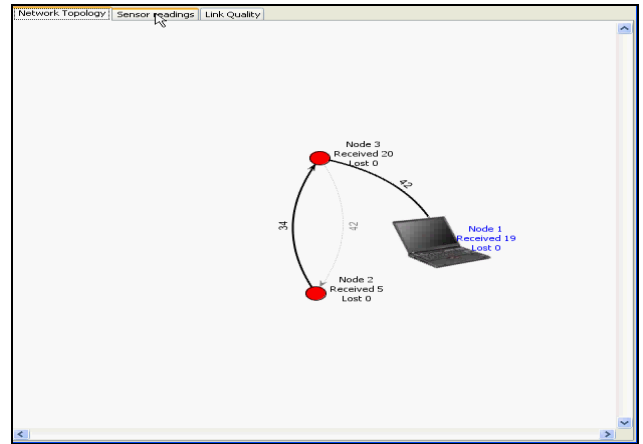 Network Topology Sensor readings Link Quality
Node 3
Received 20
Lost 0
42
34
42
Node 1
Received 19
Lost 0
Node 2
Received 5
Lost 0